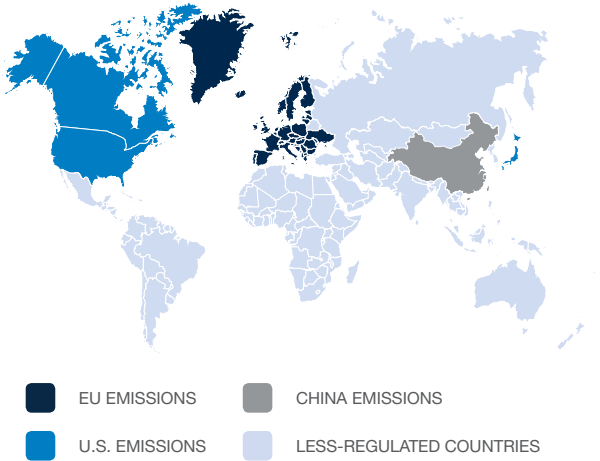 EU EMISSIONS
CHINA EMISSIONS
U.S. EMISSIONS
LESS-REGULATED COUNTRIES